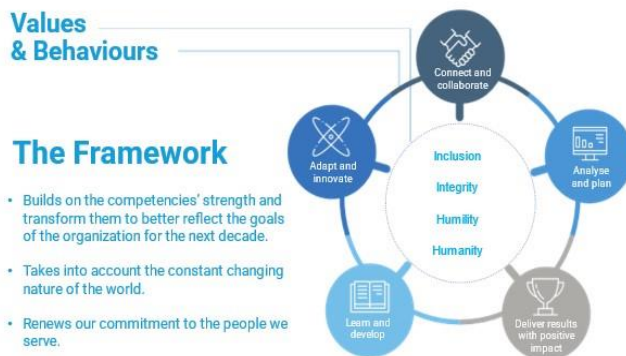 Values
& Behaviours
The Framework
• Builds on the competencies' strength and
transform them to better reflect the goals
of the organization for the next decade.
• Takes into account the constant changing
nature of the world.
• Renews our commitment to the people we
serve.
Connect and
collaborate
Adapt and
innovate
Analyse
and plan
Inclusion
Integrity
Humility
Humanity
Learn and
develop
Deliver results
with positive
impact